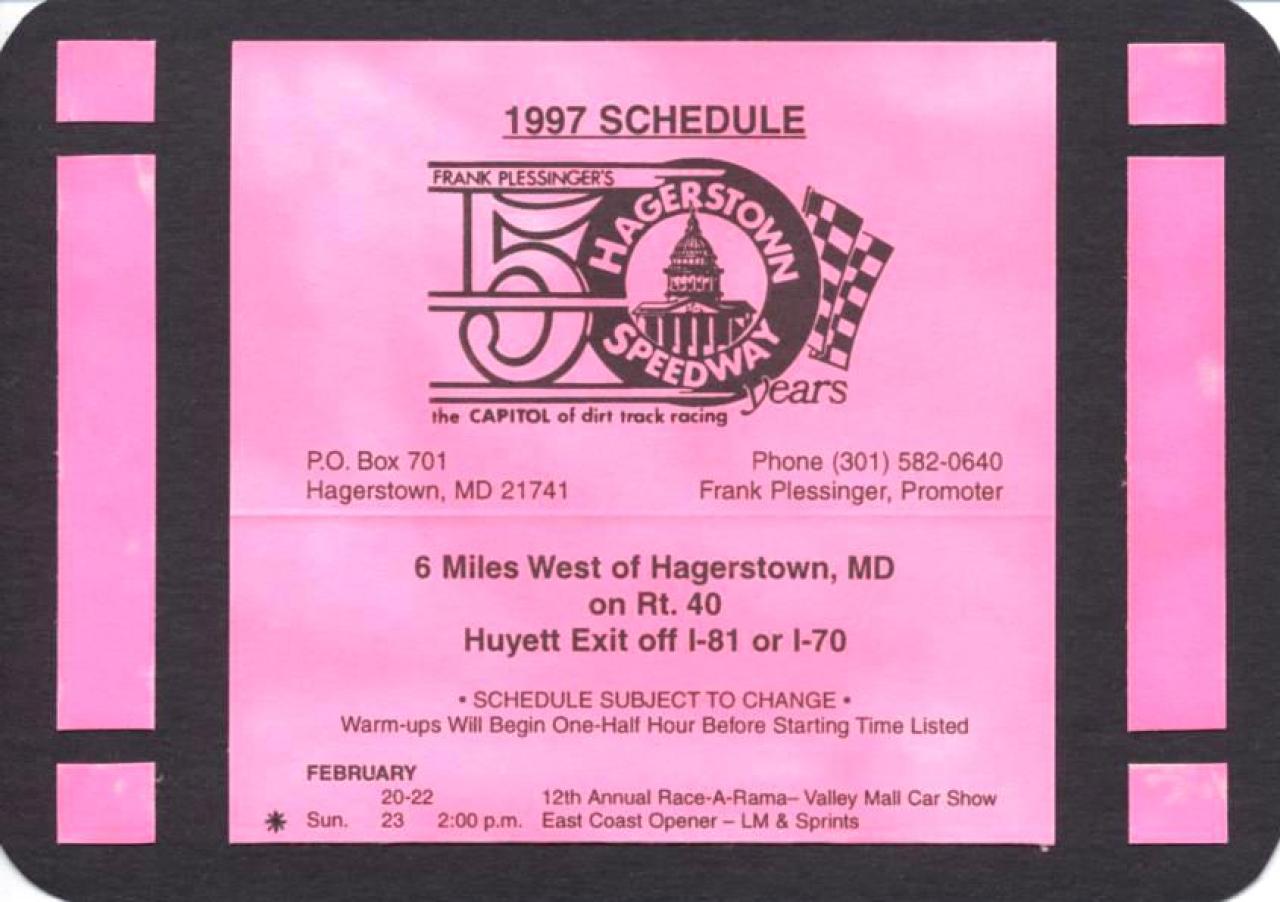 1997 SCHEDULE
FRANK PLESSINGER'S
50
HAGERSTOWN
SPEEDWAY
years
the CAPITOL of dirt track racing
P.O. Box 701
Phone (301) 582-0640
Hagerstown, MD 21741
Frank Plessinger, Promoter
6 Miles West of Hagerstown, MD
on Rt. 40
Huyett Exit off I-81 or I-70
• SCHEDULE SUBJECT TO CHANGE •
Warm-ups Will Begin One-Half Hour Before Starting Time Listed
FEBRUARY
20-22 12th Annual Race-A-Rama– Valley Mall Car Show
* Sun. 23 2:00 p.m. East Coast Opener – LM & Sprints